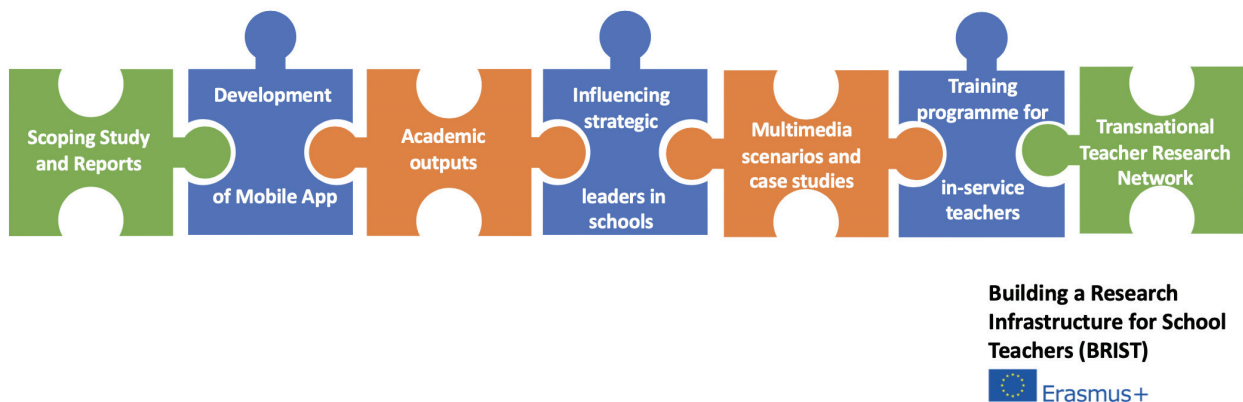 Scoping Study
and Reports
Development
of Mobile App
Academic
outputs
Influencing
strategic
leaders in
schools
Multimedia
scenarios and
case studies
Training
programme for
in-service
teachers
Transnational
Teacher Research
Network
Building a Research
Infrastructure for School
Teachers (BRIST)
Erasmus+